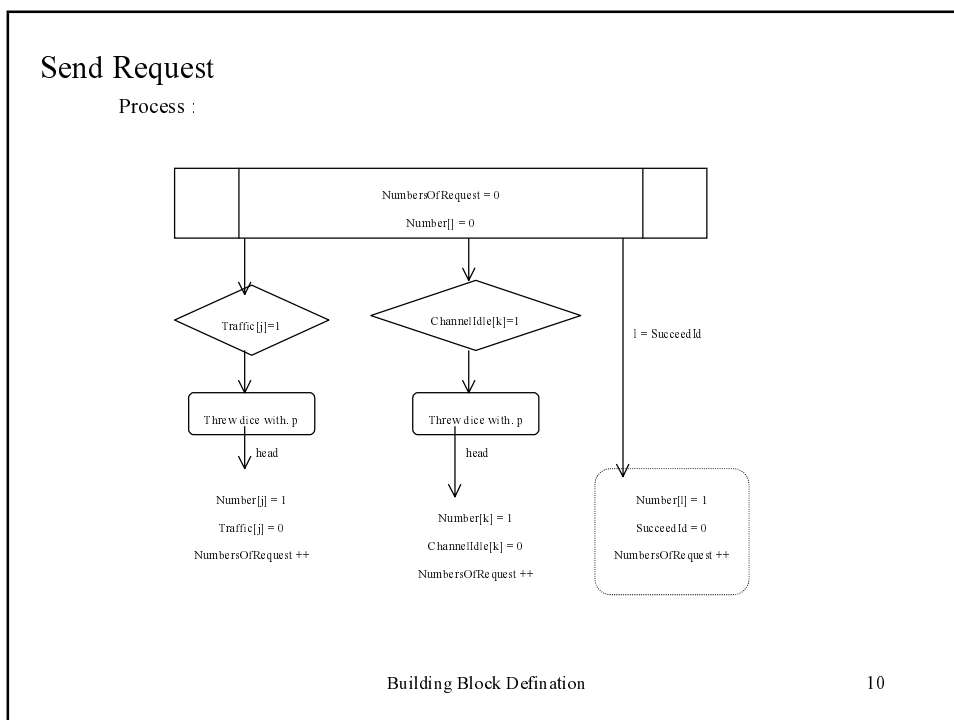 Send Request
Process :
NumbersOfRequest = 0
Number[] = 0
Traffic[j]=1
ChannelIdle[k]=1
l = SucceedId
Threw dice with. p
Threw dice with. p
head
head
Number[j] = 1
Traffic[j] = 0
NumbersOfRequest ++
Number[k] = 1
ChannelIdle[k] = 0
NumbersOfRequest ++
Number[l] = 1
SucceedId = 0
NumbersOfRequest ++
Building Block Defination
10